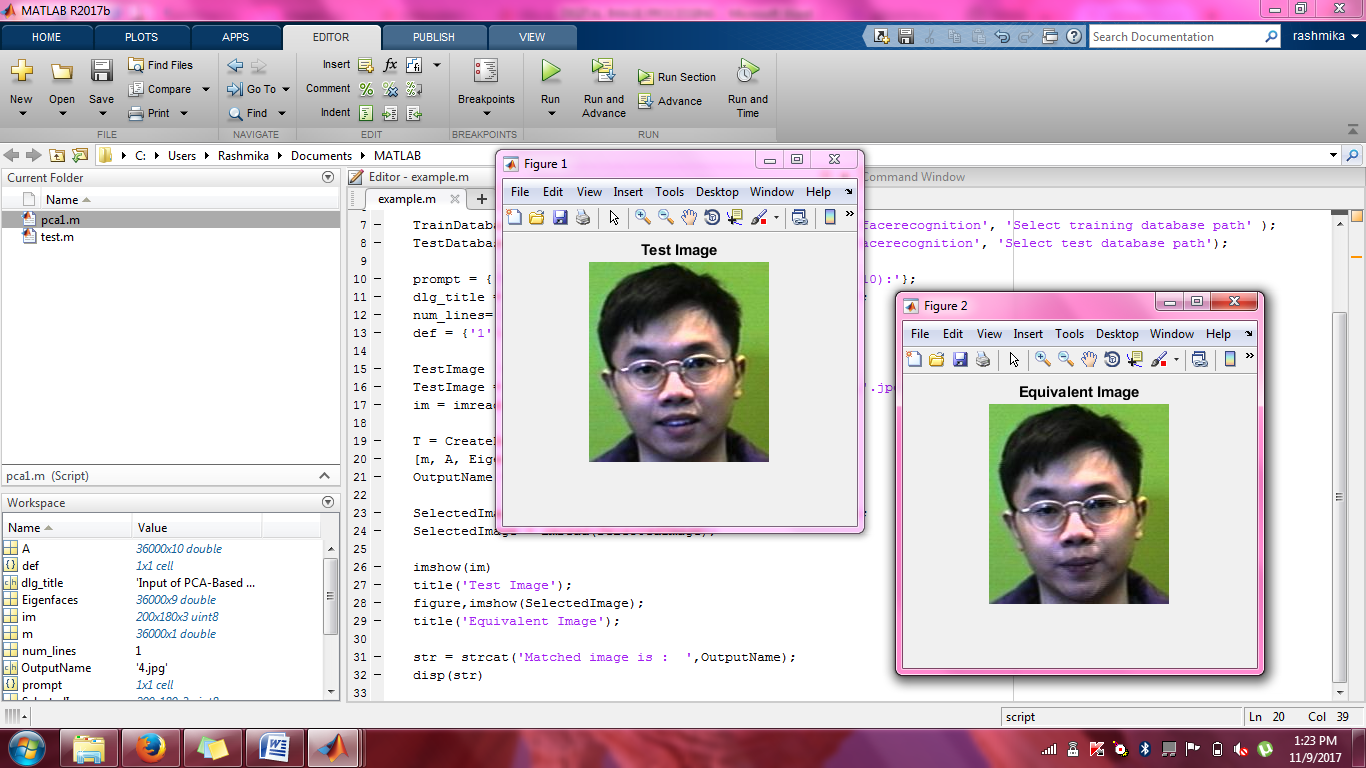 MATLAB R2017b
HOME PLOTS APPS EDITOR PUBLISH VIEW
Search Documentation
rashmika
New Open Save
Find Files
Compare
Print
Go To
Find
Insert
Comment
Indent
Breakpoints
Run
Run and Advance
Run Section
Advance
Run and Time
FILE NAVIGATE EDIT BREAKPOINTS RUN
C: Users Rashmika Documents MATLAB
Current Folder
Name
pca1.m
test.m
pca1.m (Script)
Workspace
Name Value
A 36000x10 double
def 1x1 cell
dlg_title 'Input of PCA-Based ...
Eigenfaces 36000x9 double
im 200x180x3 uint8
m 36000x1 double
num_lines 1
OutputName '4.jpg'
prompt 1x1 cell
Editor - example.m
Command Window
example.m
7 TrainDataba facerecognition', 'Select training database path' );
8 TestDatabas acerecognition', 'Select test database path');
9
10 prompt = { 10):'};
11 dlg_title =
12 num_lines=
13 def = {'1'
14
15 TestImage
16 TestImage = '.jpg
17 im = imread
18
19 T = Create
20 [m, A, Eige
21 OutputName
22
23 SelectedIma
24 SelectedImage = imread(SelectedImage);
25
26 imshow(im)
27 title('Test Image');
28 figure,imshow(SelectedImage);
29 title('Equivalent Image');
30
31 str = strcat('Matched image is :  ',OutputName);
32 disp(str)
33
Figure 1
File Edit View Insert Tools Desktop Window Help
Test Image
Figure 2
File Edit View Insert Tools Desktop Window Help
Equivalent Image
script
Ln 20 Col 39
1:23 PM
11/9/2017